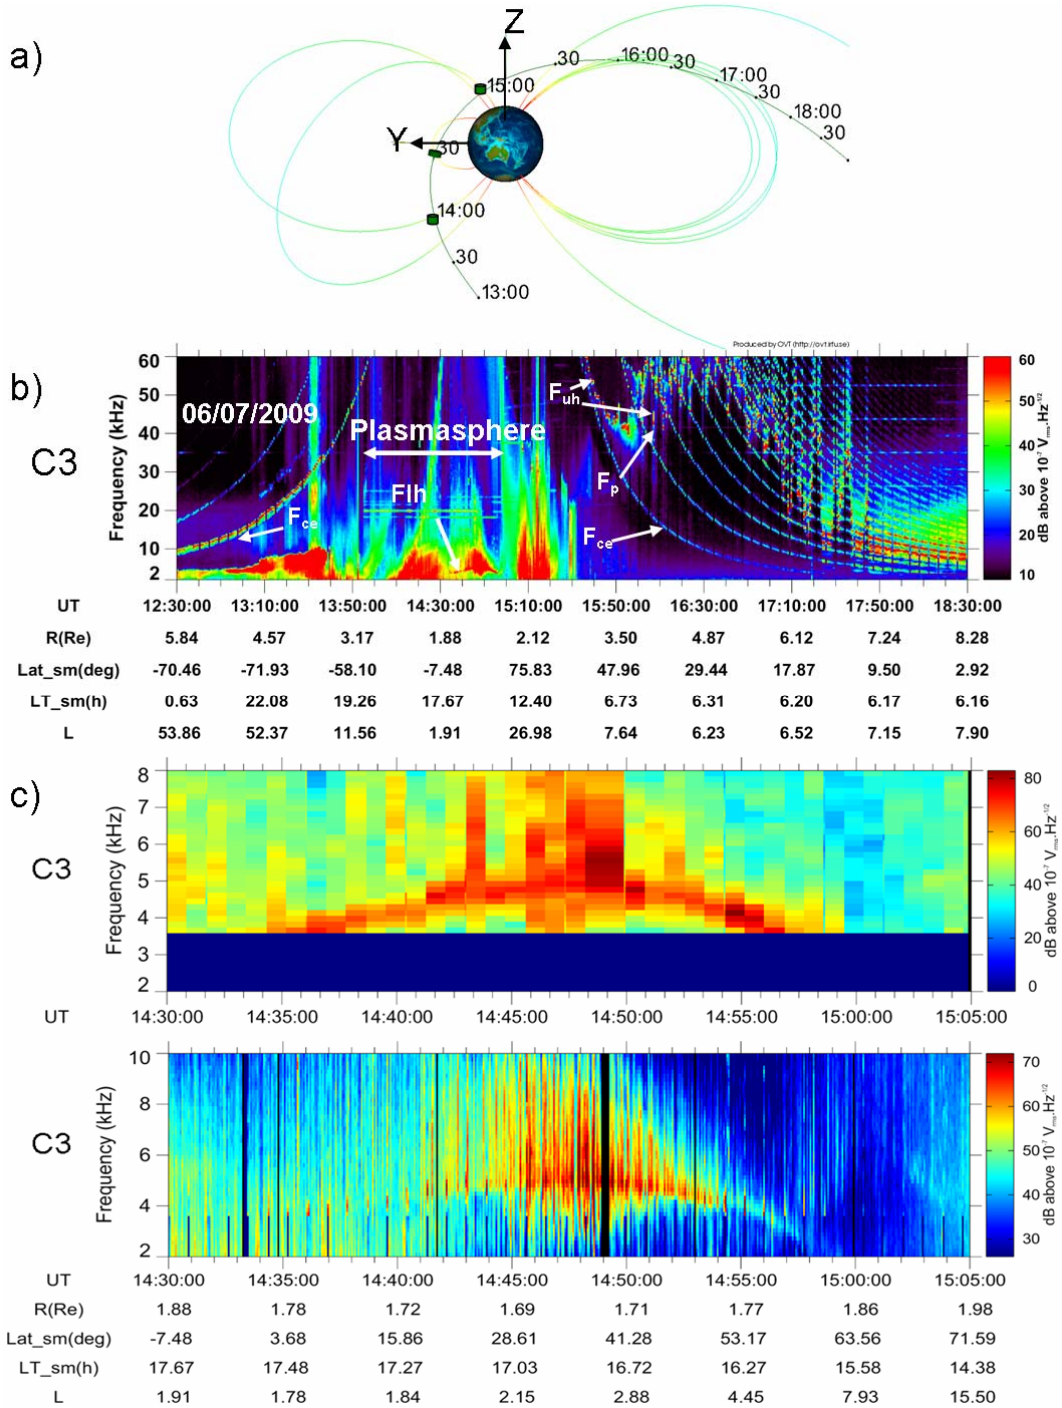 a)
Z
.30
16:00
.30
17:00
.30
18:00
.30
15:00
Y
30
14:00
.30
13:00
Produced by OVT (http://ovt.irfu.se)
b)
C3
Frequency (kHz)
60
50
40
30
20
10
2
06/07/2009
Plasmasphere
Flh
Fce
Fuh
Fp
Fce
60
50
40
30
20
10
dB above 10⁻⁷ Vrms.Hz⁻¹/²
UT 12:30:00 13:10:00 13:50:00 14:30:00 15:10:00 15:50:00 16:30:00 17:10:00 17:50:00 18:30:00
R(Re) 5.84 4.57 3.17 1.88 2.12 3.50 4.87 6.12 7.24 8.28
Lat_sm(deg) -70.46 -71.93 -58.10 -7.48 75.83 47.96 29.44 17.87 9.50 2.92
LT_sm(h) 0.63 22.08 19.26 17.67 12.40 6.73 6.31 6.20 6.17 6.16
L 53.86 52.37 11.56 1.91 26.98 7.64 6.23 6.52 7.15 7.90
c)
C3
Frequency (kHz)
8
7
6
5
4
3
2
80
60
40
20
0
dB above 10⁻⁷ Vrms.Hz⁻¹/²
UT 14:30:00 14:35:00 14:40:00 14:45:00 14:50:00 14:55:00 15:00:00 15:05:00
C3
Frequency (kHz)
10
8
6
4
2
70
60
50
40
30
dB above 10⁻⁷ Vrms.Hz⁻¹/²
UT 14:30:00 14:35:00 14:40:00 14:45:00 14:50:00 14:55:00 15:00:00 15:05:00
R(Re) 1.88 1.78 1.72 1.69 1.71 1.77 1.86 1.98
Lat_sm(deg) -7.48 3.68 15.86 28.61 41.28 53.17 63.56 71.59
LT_sm(h) 17.67 17.48 17.27 17.03 16.72 16.27 15.58 14.38
L 1.91 1.78 1.84 2.15 2.88 4.45 7.93 15.50